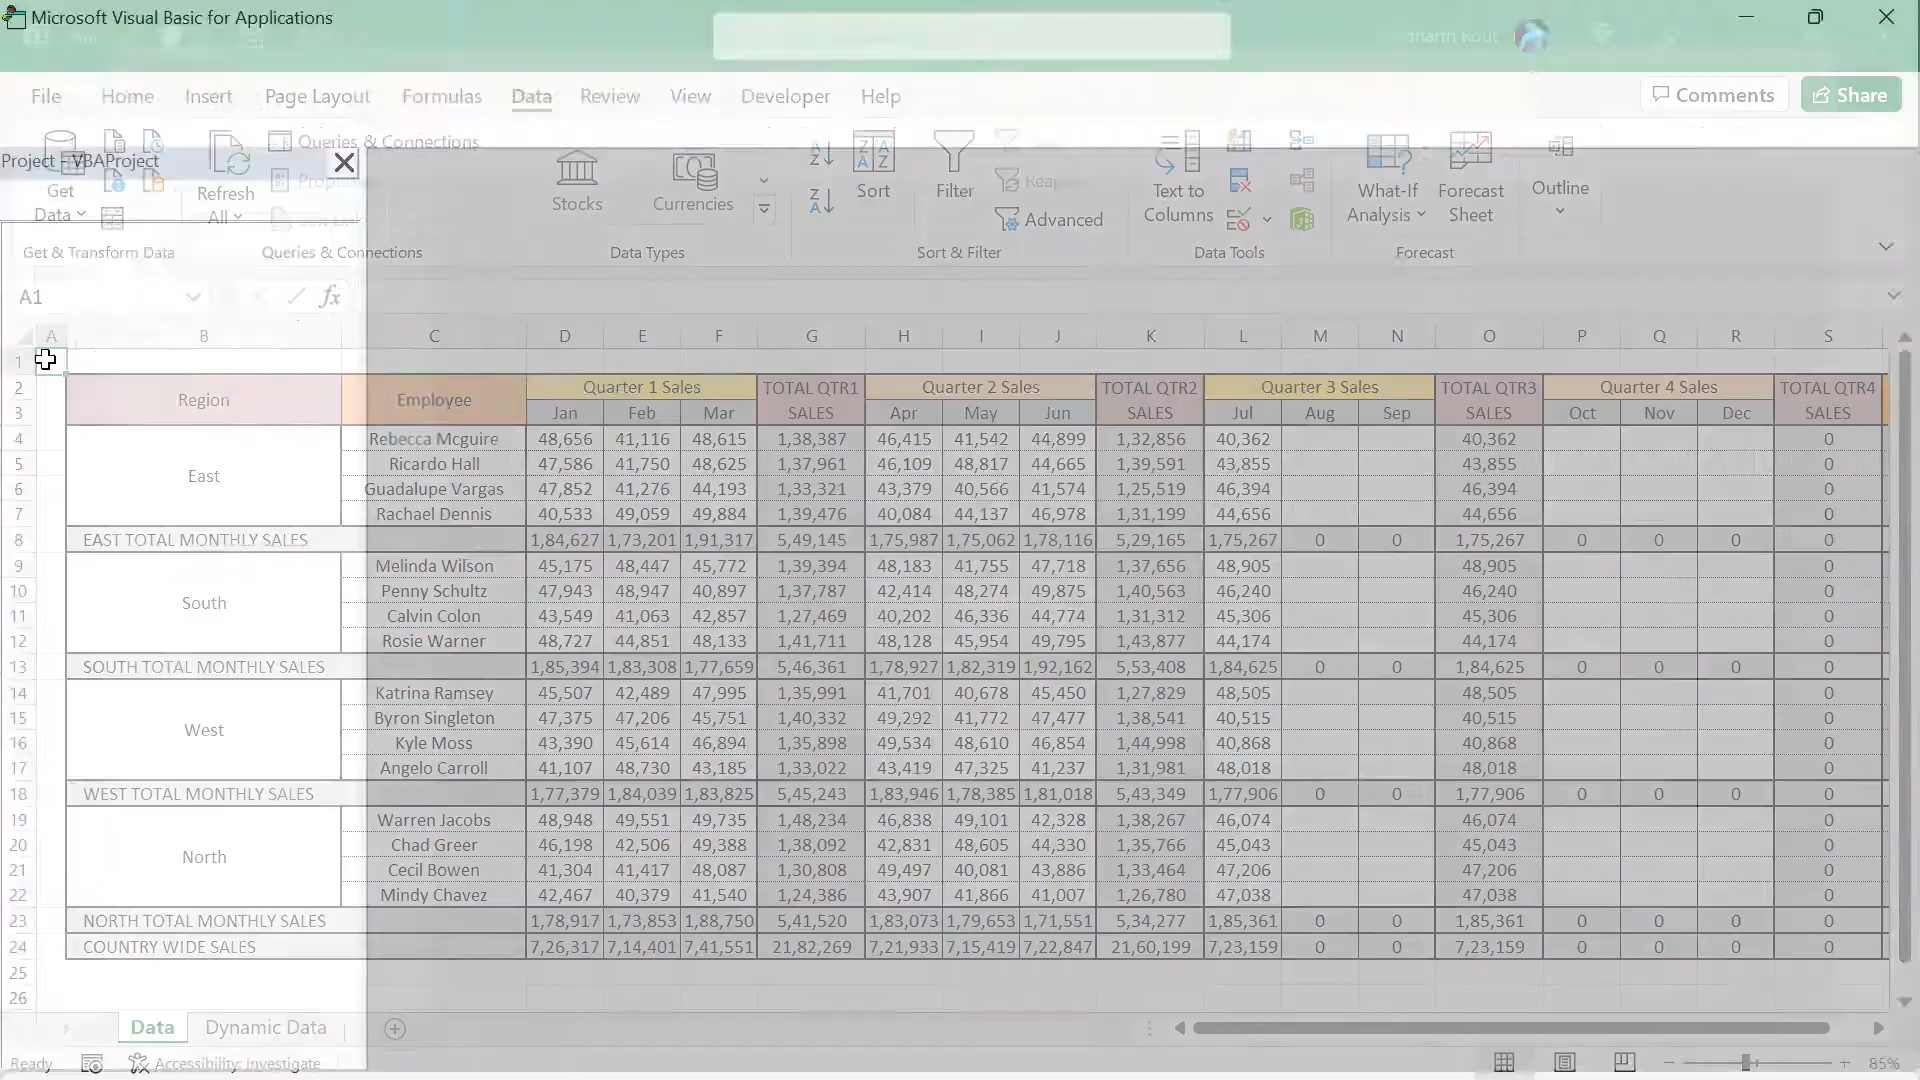 Microsoft Visual Basic for Applications
File Home Insert Page Layout Formulas Data Review View Developer Help Comments Share
Queries & Connections
Project - VBAProject
Get Data
Refresh All
Stocks Currencies
Sort Filter
Advanced
Text to Columns
What-If Analysis
Forecast Sheet
Outline
Get & Transform Data Queries & Connections Data Types Sort & Filter Data Tools Forecast
A1 fx
A B C D E F G H I J K L M N O P Q R S
1
2 Region Employee Quarter 1 Sales TOTAL QTR1 Quarter 2 Sales TOTAL QTR2 Quarter 3 Sales TOTAL QTR3 Quarter 4 Sales TOTAL QTR4
3 Jan Feb Mar SALES Apr May Jun SALES Jul Aug Sep SALES Oct Nov Dec SALES
4 Rebecca Mcguire 48,656 41,116 48,615 1,38,387 46,415 41,542 44,899 1,32,856 40,362 40,362 0
5 East Ricardo Hall 47,586 41,750 48,625 1,37,961 46,109 48,817 44,665 1,39,591 43,855 43,855 0
6 Guadalupe Vargas 47,852 41,276 44,193 1,33,321 43,379 40,566 41,574 1,25,519 46,394 46,394 0
7 Rachael Dennis 40,533 49,059 49,884 1,39,476 40,084 44,137 46,978 1,31,199 44,656 44,656 0
8 EAST TOTAL MONTHLY SALES 1,84,627 1,73,201 1,91,317 5,49,145 1,75,987 1,75,062 1,78,116 5,29,165 1,75,267 0 0 1,75,267 0 0 0 0
9 Melinda Wilson 45,175 48,447 45,772 1,39,394 48,183 41,755 47,718 1,37,656 48,905 48,905 0
10 South Penny Schultz 47,943 48,947 40,897 1,37,787 42,414 48,274 49,875 1,40,563 46,240 46,240 0
11 Calvin Colon 43,549 41,063 42,857 1,27,469 40,202 46,336 44,774 1,31,312 45,306 45,306 0
12 Rosie Warner 48,727 44,851 48,133 1,41,711 48,128 45,954 49,795 1,43,877 44,174 44,174 0
13 SOUTH TOTAL MONTHLY SALES 1,85,394 1,83,308 1,77,659 5,46,361 1,78,927 1,82,319 1,92,162 5,53,408 1,84,625 0 0 1,84,625 0 0 0 0
14 Katrina Ramsey 45,507 42,489 47,995 1,35,991 41,701 40,678 45,450 1,27,829 48,505 48,505 0
15 West Byron Singleton 47,375 47,206 45,751 1,40,332 49,292 41,772 47,477 1,38,541 40,515 40,515 0
16 Kyle Moss 43,390 45,614 46,894 1,35,898 49,534 48,610 46,854 1,44,998 40,868 40,868 0
17 Angelo Carroll 41,107 48,730 43,185 1,33,022 43,419 47,325 41,237 1,31,981 48,018 48,018 0
18 WEST TOTAL MONTHLY SALES 1,77,379 1,84,039 1,83,825 5,45,243 1,83,946 1,78,385 1,81,018 5,43,349 1,77,906 0 0 1,77,906 0 0 0 0
19 Warren Jacobs 48,948 49,551 49,735 1,48,234 46,838 49,101 42,328 1,38,267 46,074 46,074 0
20 North Chad Greer 46,198 42,506 49,388 1,38,092 42,831 48,605 44,330 1,35,766 45,043 45,043 0
21 Cecil Bowen 41,304 41,417 48,087 1,30,808 49,497 40,081 43,886 1,33,464 47,206 47,206 0
22 Mindy Chavez 42,467 40,379 41,540 1,24,386 43,907 41,866 41,007 1,26,780 47,038 47,038 0
23 NORTH TOTAL MONTHLY SALES 1,78,917 1,73,853 1,88,750 5,41,520 1,83,073 1,79,653 1,71,551 5,34,277 1,85,361 0 0 1,85,361 0 0 0 0
24 COUNTRY WIDE SALES 7,26,317 7,14,401 7,41,551 21,82,269 7,21,933 7,15,419 7,22,847 21,60,199 7,23,159 0 0 7,23,159 0 0 0 0
25
26
Data Dynamic Data
Ready Accessibility: Investigate 85%